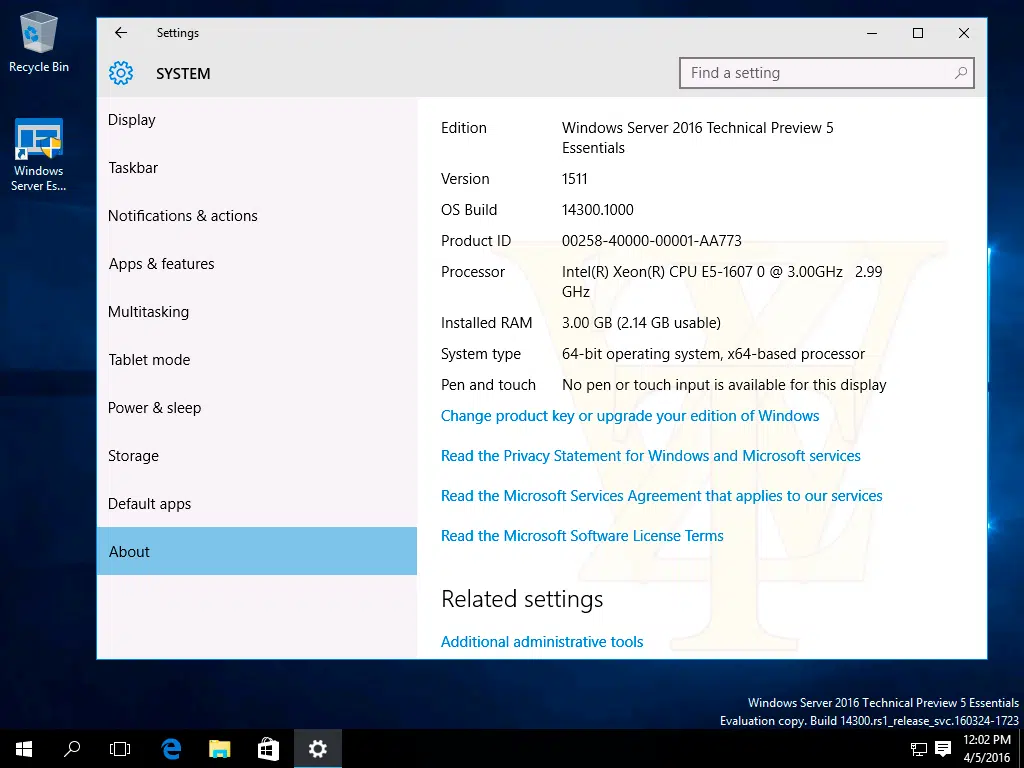 Recycle Bin
Windows
Server Es...
Settings
SYSTEM
Find a setting
Display
Taskbar
Notifications & actions
Apps & features
Multitasking
Tablet mode
Power & sleep
Storage
Default apps
About
Edition Windows Server 2016 Technical Preview 5
Essentials
Version 1511
OS Build 14300.1000
Product ID 00258-40000-00001-AA773
Processor Intel(R) Xeon(R) CPU E5-1607 0 @ 3.00GHz 2.99
GHz
Installed RAM 3.00 GB (2.14 GB usable)
System type 64-bit operating system, x64-based processor
Pen and touch No pen or touch input is available for this display
Change product key or upgrade your edition of Windows
Read the Privacy Statement for Windows and Microsoft services
Read the Microsoft Services Agreement that applies to our services
Read the Microsoft Software License Terms
Related settings
Additional administrative tools
Windows Server 2016 Technical Preview 5 Essentials
Evaluation copy. Build 14300.rs1_release_svc.160324-1723
12:02 PM
4/5/2016